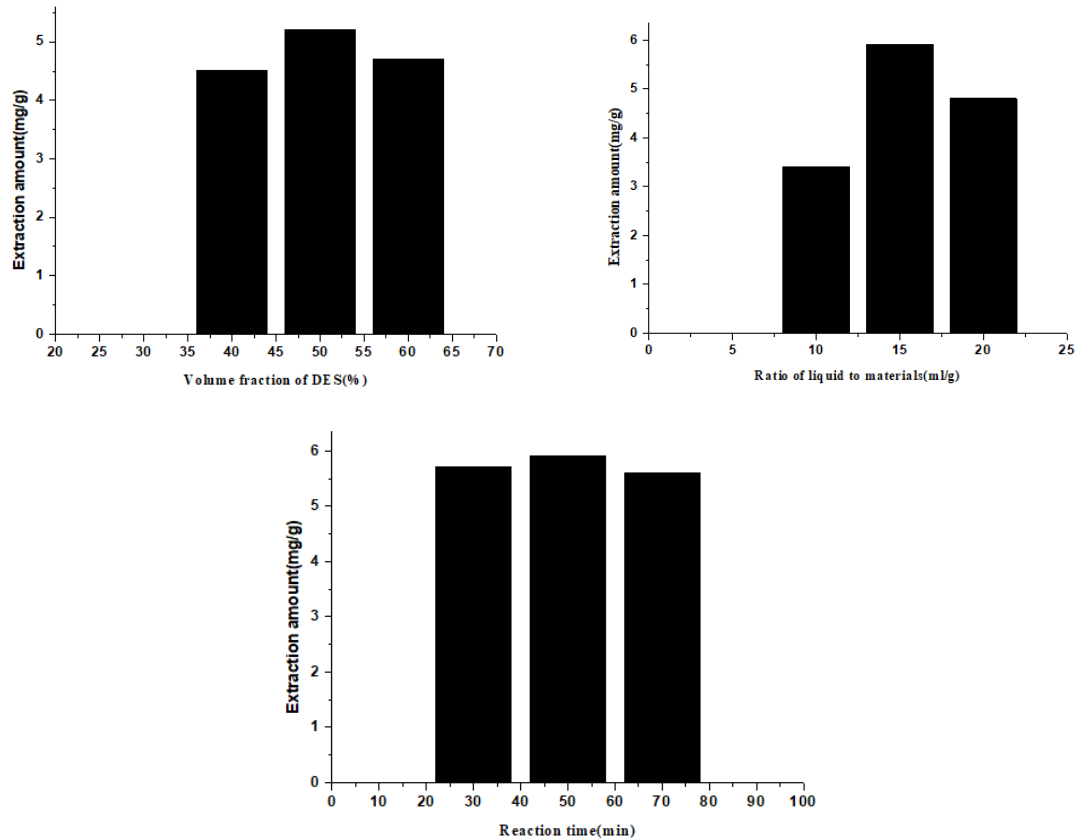 Extraction amount(mg/g)
5
4
3
2
1
0
20 25 30 35 40 45 50 55 60 65 70
Volume fraction of DES(%)
Extraction amount(mg/g)
6
5
4
3
2
1
0
0 5 10 15 20 25
Ratio of liquid to materials(ml/g)
Extraction amount(mg/g)
6
5
4
3
2
1
0
0 10 20 30 40 50 60 70 80 90 100
Reaction time(min)